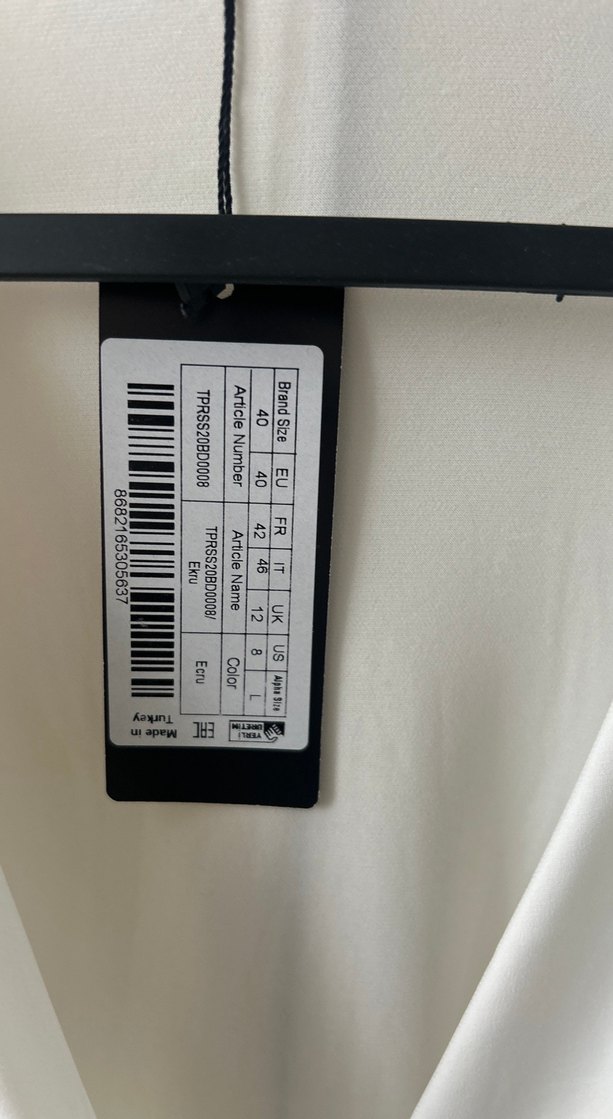 Brand Size EU FR IT UK US Alpha Size
40 40 42 46 12 8 L
Article Number Article Name Color
TPRSS20BD0008 TPRSS20BD0008/ Ecru
Ekru
8682165305637
YERLİ
ÜRETİM
EAC
Made in
Turkey